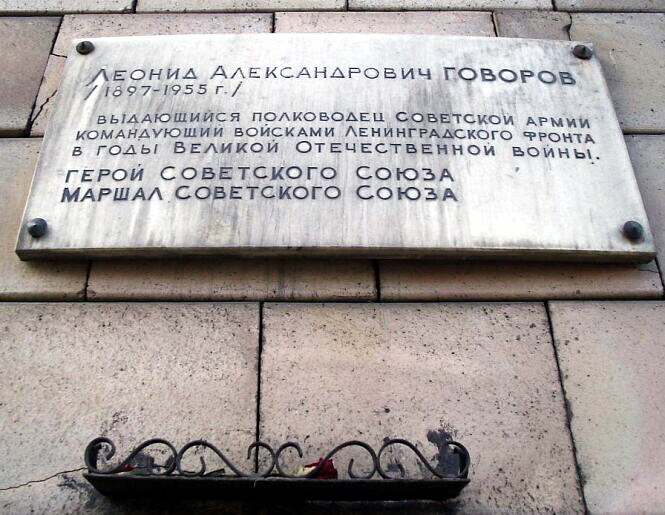 Леонид Александрович ГОВОРОВ
/1897-1955 г./
выдающийся полководец Советской Армии
командующий войсками Ленинградского фронта
в годы Великой Отечественной войны.
Герой Советского Союза
Маршал Советского Союза